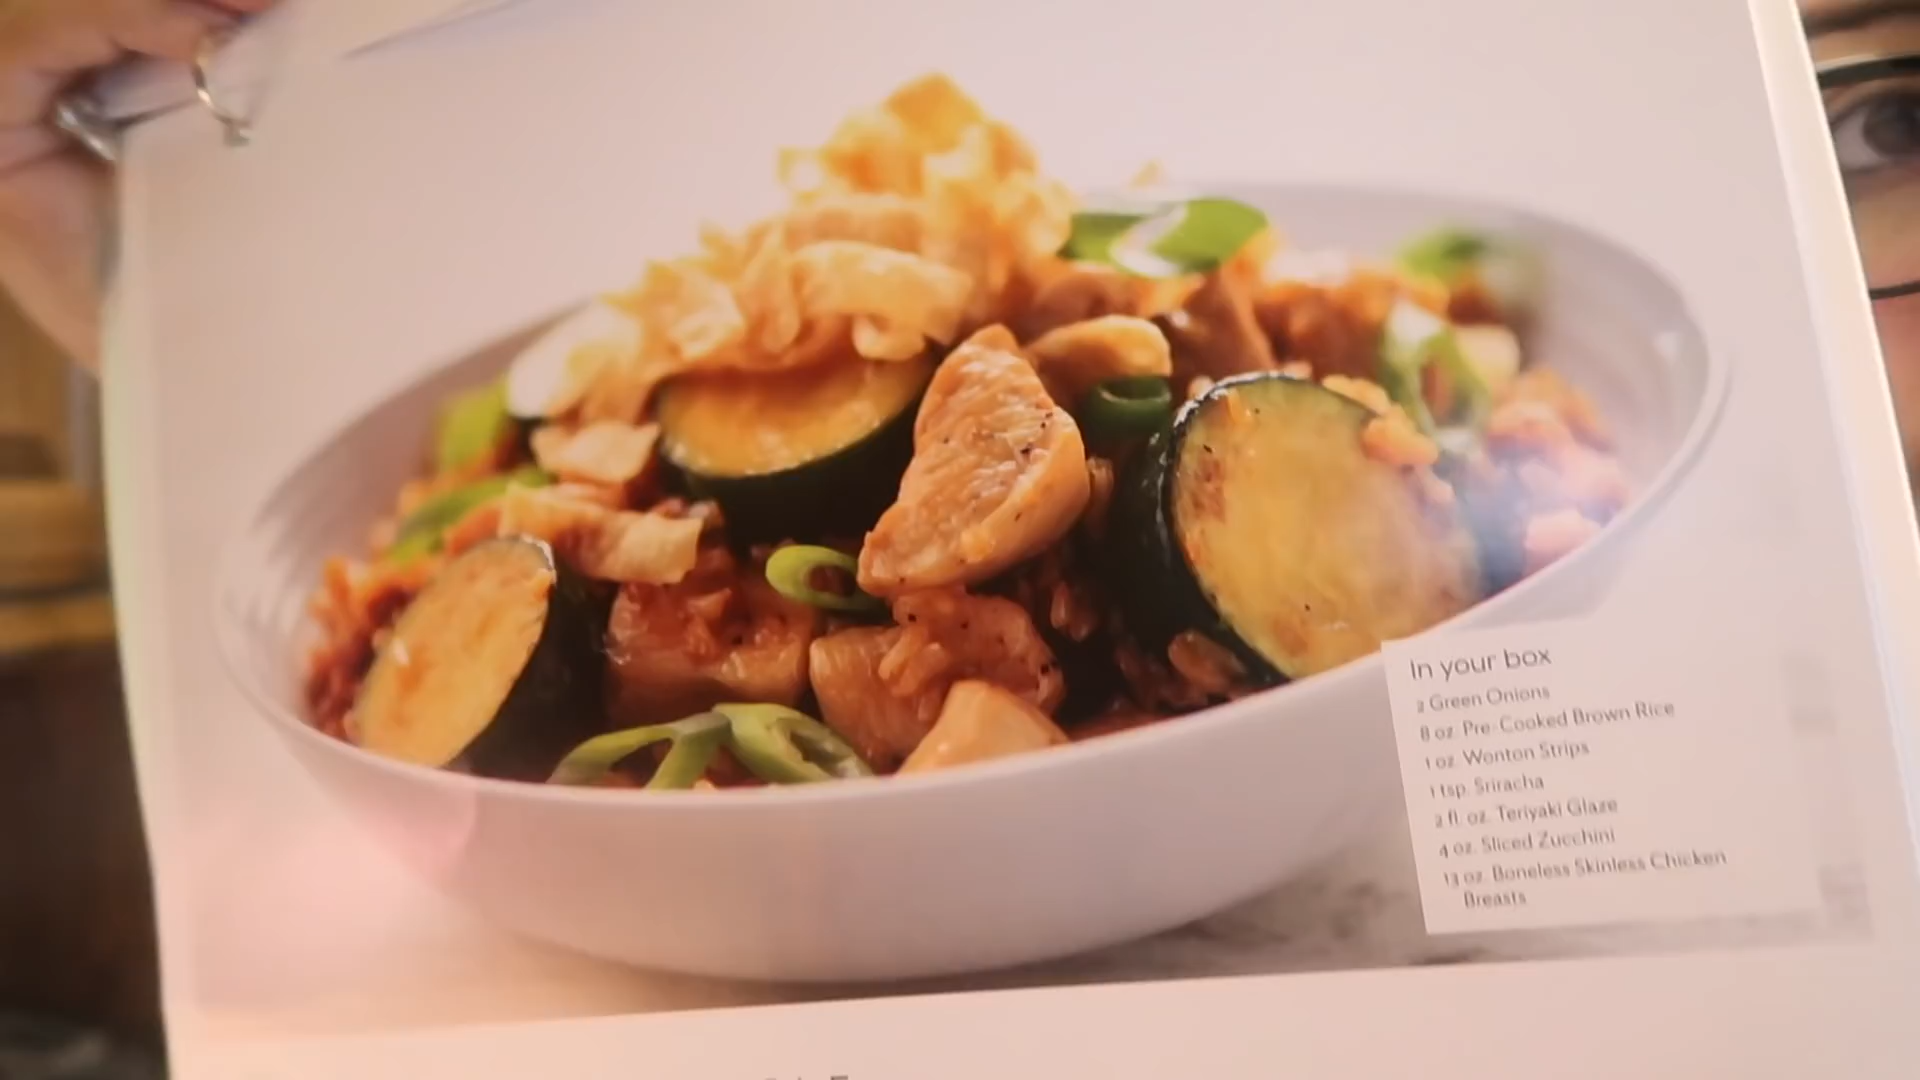 In your box
2 Green Onions
8 oz. Pre-Cooked Brown Rice
1 oz. Wonton Strips
1 tsp. Sriracha
2 fl. oz. Teriyaki Glaze
4 oz. Sliced Zucchini
13 oz. Boneless Skinless Chicken
Breasts